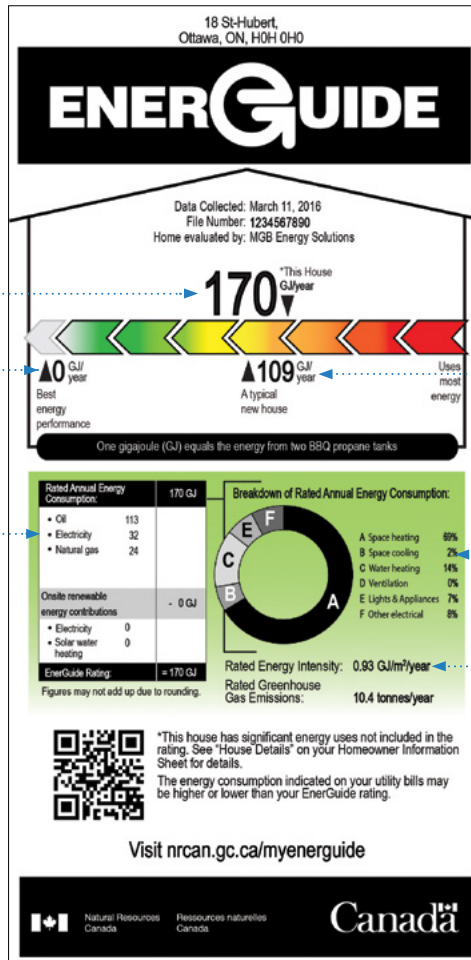 18 St-Hubert,
Ottawa, ON, H0H 0H0
ENERGUIDE
Data Collected: March 11, 2016
File Number: 1234567890
Home evaluated by: MGB Energy Solutions
170 *This House
GJ/year
0 GJ/
year
Best
energy
performance
109 GJ/
year
A typical
new house
Uses
most
energy
One gigajoule (GJ) equals the energy from two BBQ propane tanks
Rated Annual Energy
Consumption: 170 GJ
• Oil 113
• Electricity 32
• Natural gas 24
Onsite renewable
energy contributions - 0 GJ
• Electricity 0
• Solar water
heating 0
EnerGuide Rating: = 170 GJ
Figures may not add up due to rounding.
Breakdown of Rated Annual Energy Consumption:
F
E
C
B
A
A Space heating 69%
B Space cooling 2%
C Water heating 14%
D Ventilation 0%
E Lights & Appliances 7%
F Other electrical 8%
Rated Energy Intensity: 0.93 GJ/m²/year
Rated Greenhouse
Gas Emissions: 10.4 tonnes/year
*This house has significant energy uses not included in the
rating. See "House Details" on your Homeowner Information
Sheet for details.
The energy consumption indicated on your utility bills may
be higher or lower than your EnerGuide rating.
Visit nrcan.gc.ca/myenerguide
Natural Resources
Canada
Ressources naturelles
Canada
Canada